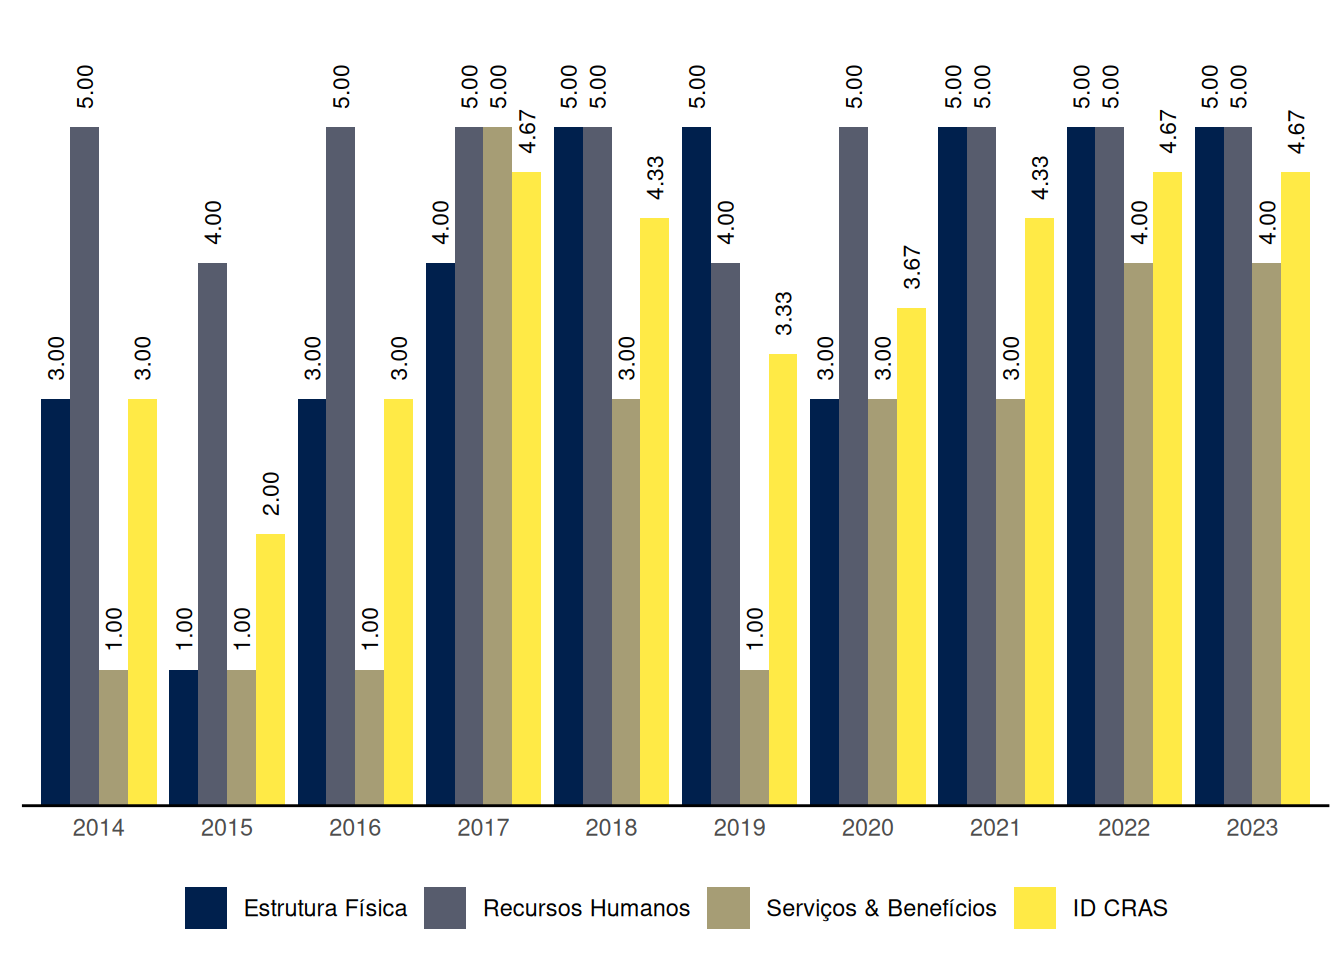 3.00 5.00 1.00 3.00
1.00 4.00 1.00 2.00
3.00 5.00 1.00 3.00
4.00 5.00 5.00 4.67
5.00 5.00 3.00 4.33
5.00 4.00 1.00 3.33
3.00 5.00 3.00 3.67
5.00 5.00 3.00 4.33
5.00 5.00 4.00 4.67
5.00 5.00 4.00 4.67
2014 2015 2016 2017 2018 2019 2020 2021 2022 2023
Estrutura Física Recursos Humanos Serviços & Benefícios ID CRAS